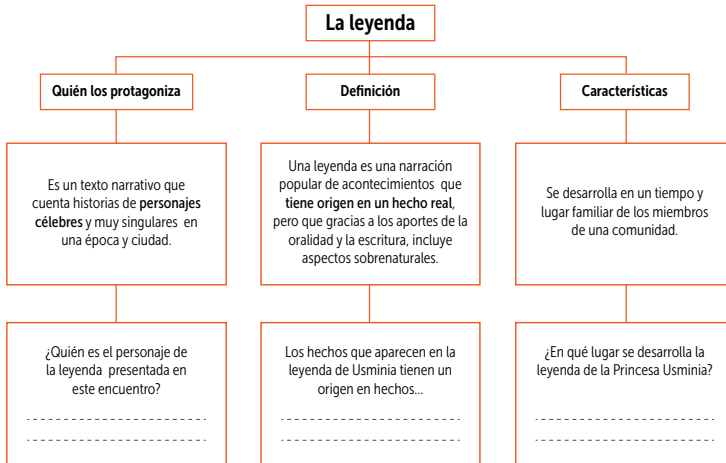 La leyenda
Quién los protagoniza
Definición
Características
Es un texto narrativo que
cuenta historias de personajes
célebres y muy singulares en
una época y ciudad.
Una leyenda es una narración
popular de acontecimientos que
tiene origen en un hecho real,
pero que gracias a los aportes de la
oralidad y la escritura, incluye
aspectos sobrenaturales.
Se desarrolla en un tiempo y
lugar familiar de los miembros
de una comunidad.
¿Quién es el personaje de
la leyenda presentada en
este encuentro?
Los hechos que aparecen en la
leyenda de Usminia tienen un
origen en hechos...
¿En qué lugar se desarrolla la
leyenda de la Princesa Usminia?